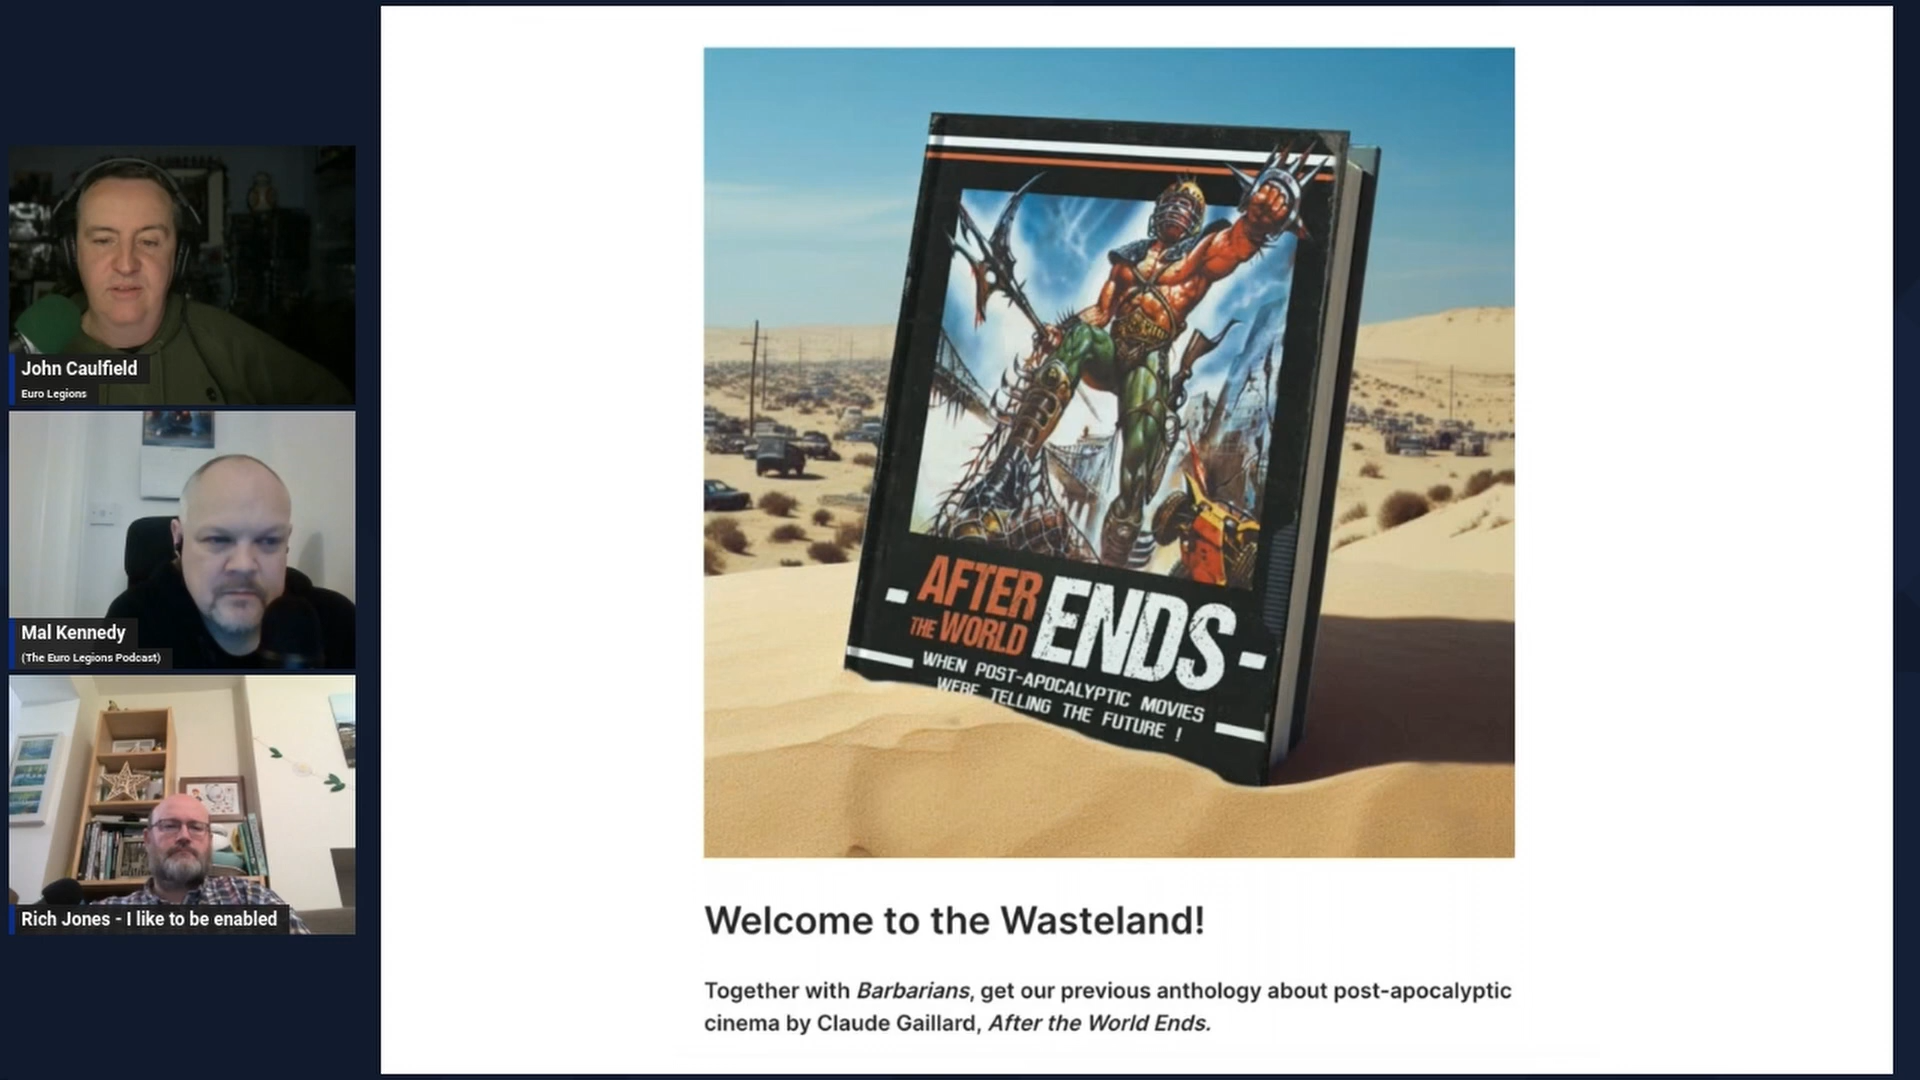 John Caulfield
Euro Legions
Mal Kennedy
(The Euro Legions Podcast)
Rich Jones - I like to be enabled
- AFTER THE WORLD ENDS -
WHEN POST-APOCALYPTIC MOVIES
WERE TELLING THE FUTURE !
Welcome to the Wasteland!
Together with Barbarians, get our previous anthology about post-apocalyptic
cinema by Claude Gaillard, After the World Ends.